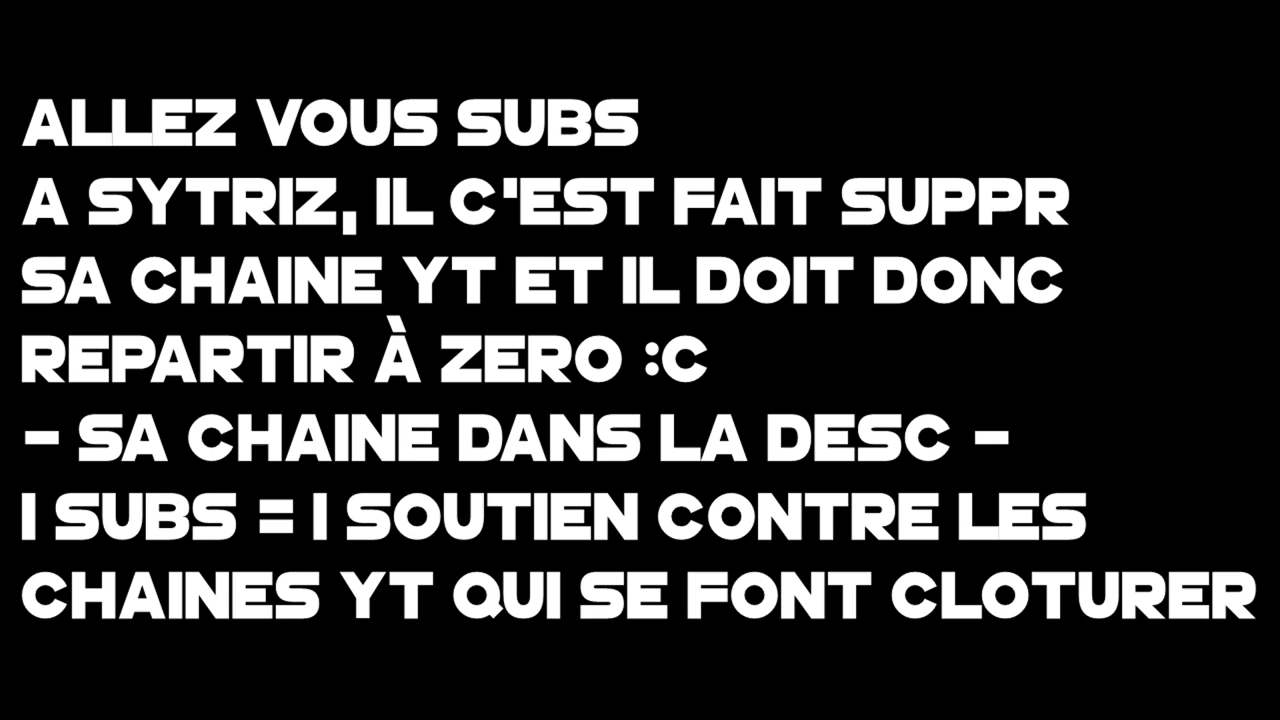 ALLEZ VOUS SUBS
A SYTRIZ, IL C'EST FAIT SUPPR
SA CHAINE YT ET IL DOIT DONC
REPARTIR À ZERO :C
- SA CHAINE DANS LA DESC -
1 SUBS = 1 SOUTIEN CONTRE LES
CHAINES YT QUI SE FONT CLOTURER